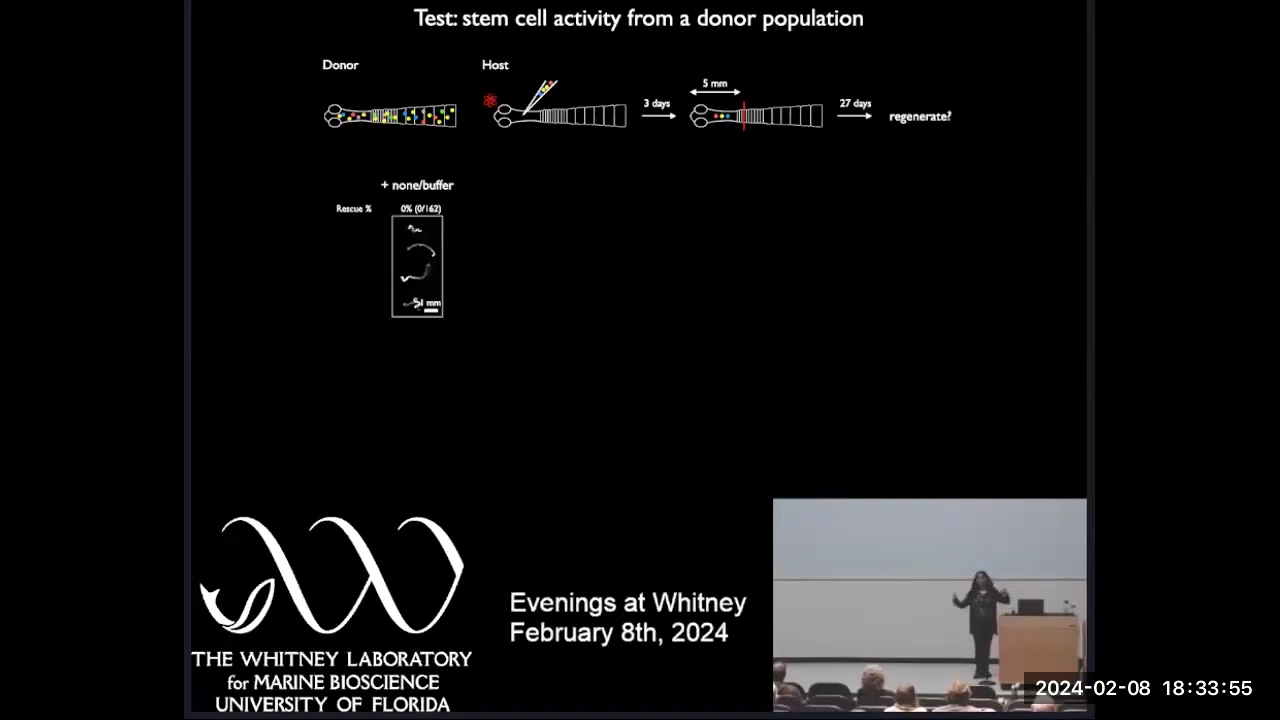 Test: stem cell activity from a donor population
Donor
Host
5 mm
3 days
27 days
regenerate?
+ none/buffer
Rescue %
0% (0/162)
1 mm
Evenings at Whitney
February 8th, 2024
THE WHITNEY LABORATORY
for MARINE BIOSCIENCE
UNIVERSITY OF FLORIDA
2024-02-08 18:33:55